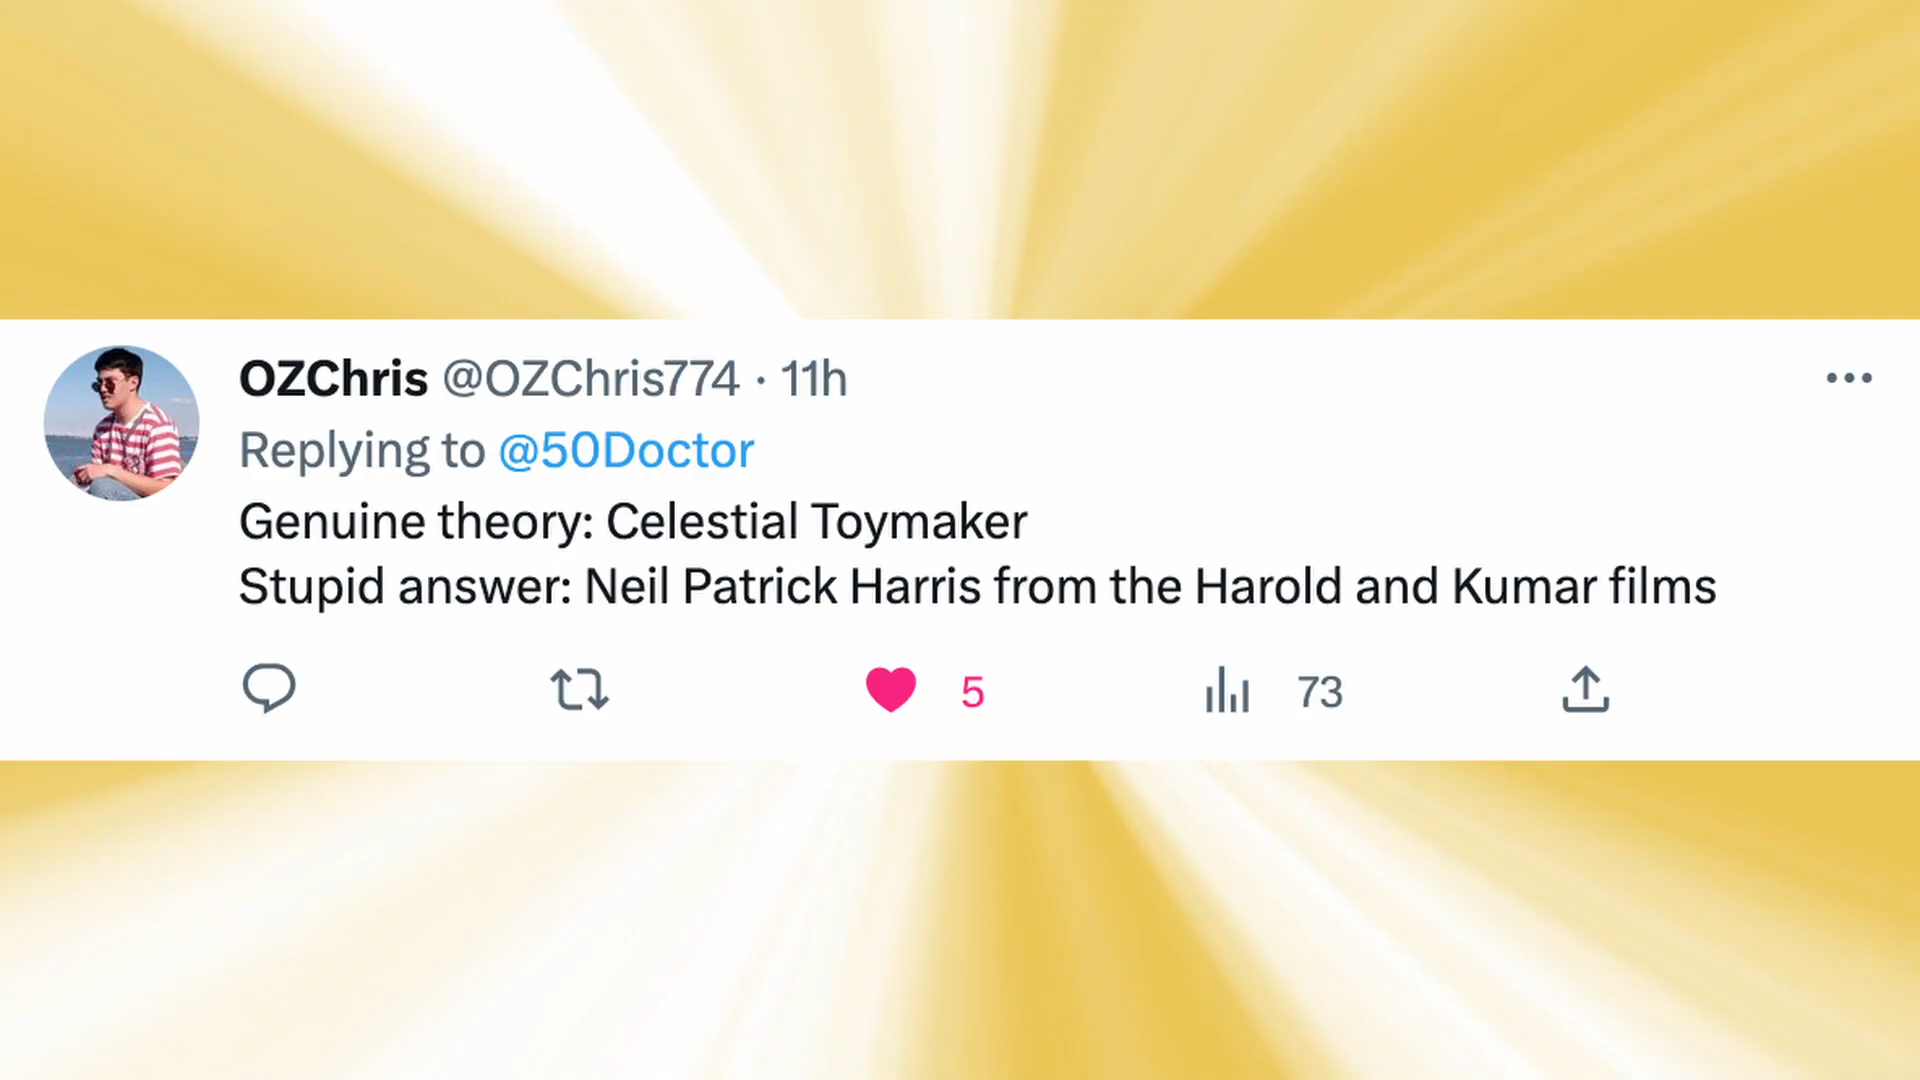 OZChris @OZChris774 · 11h
Replying to @50Doctor
Genuine theory: Celestial Toymaker
Stupid answer: Neil Patrick Harris from the Harold and Kumar films
5 73